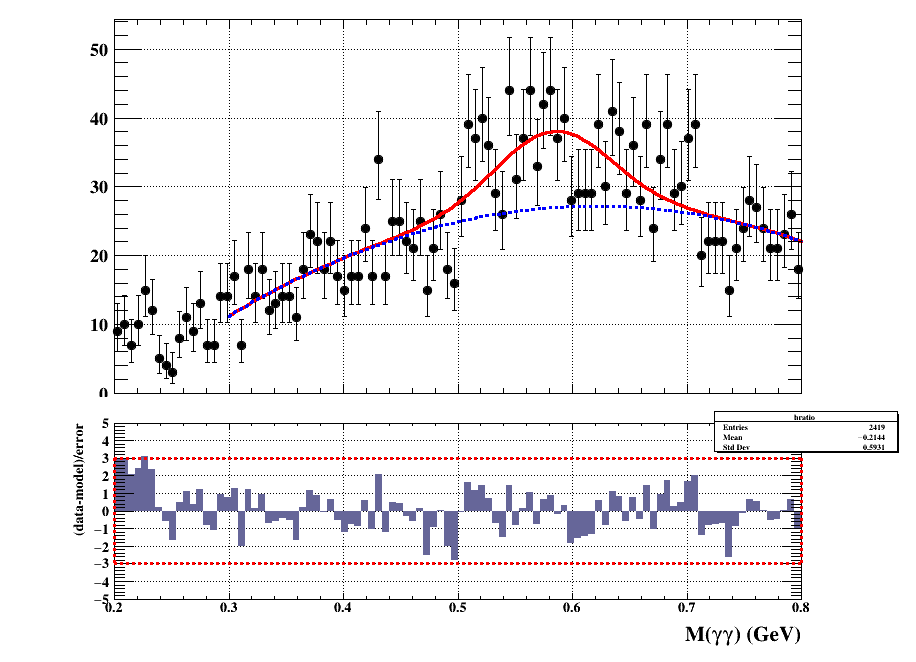 50
40
30
20
10
0
hratio
Entries 2419
Mean −0.2144
Std Dev 0.5931
(data-model)/error
5
4
3
2
1
0
−1
−2
−3
−4
−5
0.2 0.3 0.4 0.5 0.6 0.7 0.8
M(γγ) (GeV)